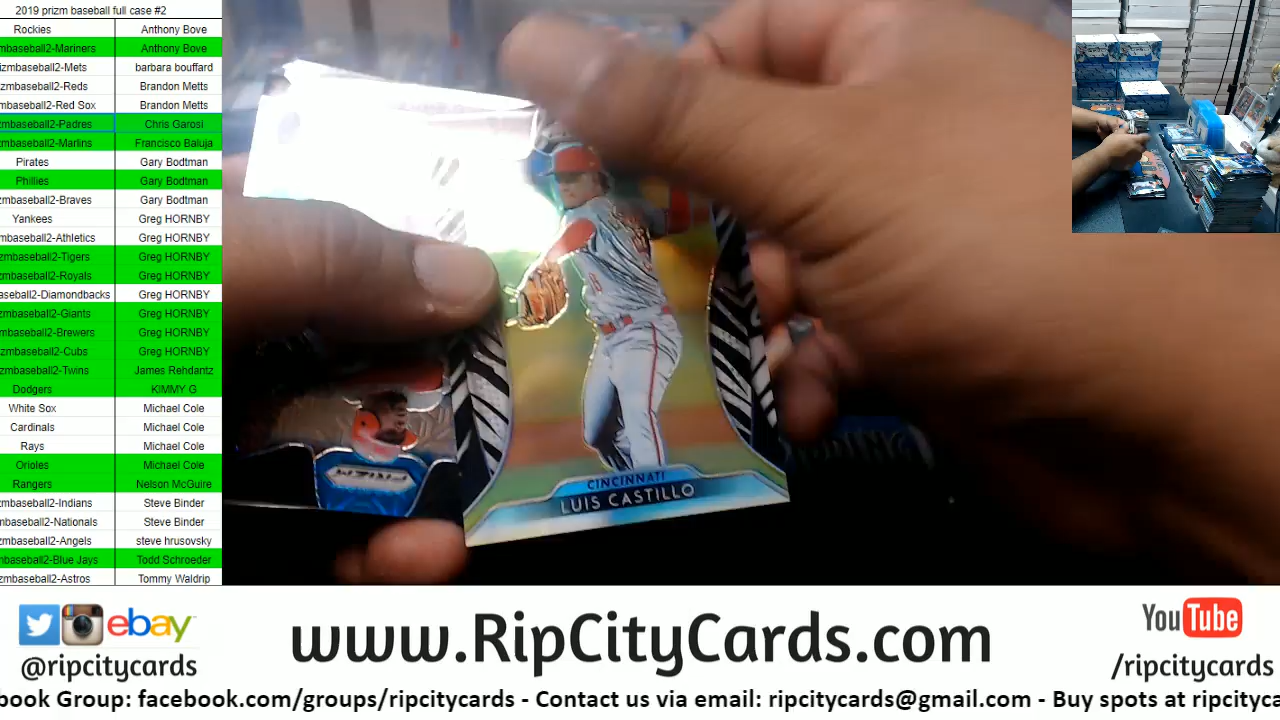 2019 prizm baseball full case #2
Rockies Anthony Bove
zmbaseball2-Mariners Anthony Bove
izmbaseball2-Mets barbara bouffard
zmbaseball2-Reds Brandon Metts
mbaseball2-Red Sox Brandon Metts
zmbaseball2-Padres Chris Garosi
zmbaseball2-Marlins Francisco Baluja
Pirates Gary Bodtman
Phillies Gary Bodtman
zmbaseball2-Braves Gary Bodtman
Yankees Greg HORNBY
mbaseball2-Athletics Greg HORNBY
zmbaseball2-Tigers Greg HORNBY
zmbaseball2-Royals Greg HORNBY
aseball2-Diamondbacks Greg HORNBY
zmbaseball2-Giants Greg HORNBY
zmbaseball2-Brewers Greg HORNBY
zmbaseball2-Cubs Greg HORNBY
zmbaseball2-Twins James Rehdantz
Dodgers KIMMY G
White Sox Michael Cole
Cardinals Michael Cole
Rays Michael Cole
Orioles Michael Cole
Rangers Nelson McGuire
zmbaseball2-Indians Steve Binder
mbaseball2-Nationals Steve Binder
zmbaseball2-Angels steve hrusovsky
mbaseball2-Blue Jays Todd Schroeder
zmbaseball2-Astros Tommy Waldrip
18
PRIZM
CINCINNATI
LUIS CASTILLO
ebay
@ripcitycards
www.RipCityCards.com
YouTube
/ripcitycards
book Group: facebook.com/groups/ripcitycards - Contact us via email: ripcitycards@gmail.com - Buy spots at ripcityca